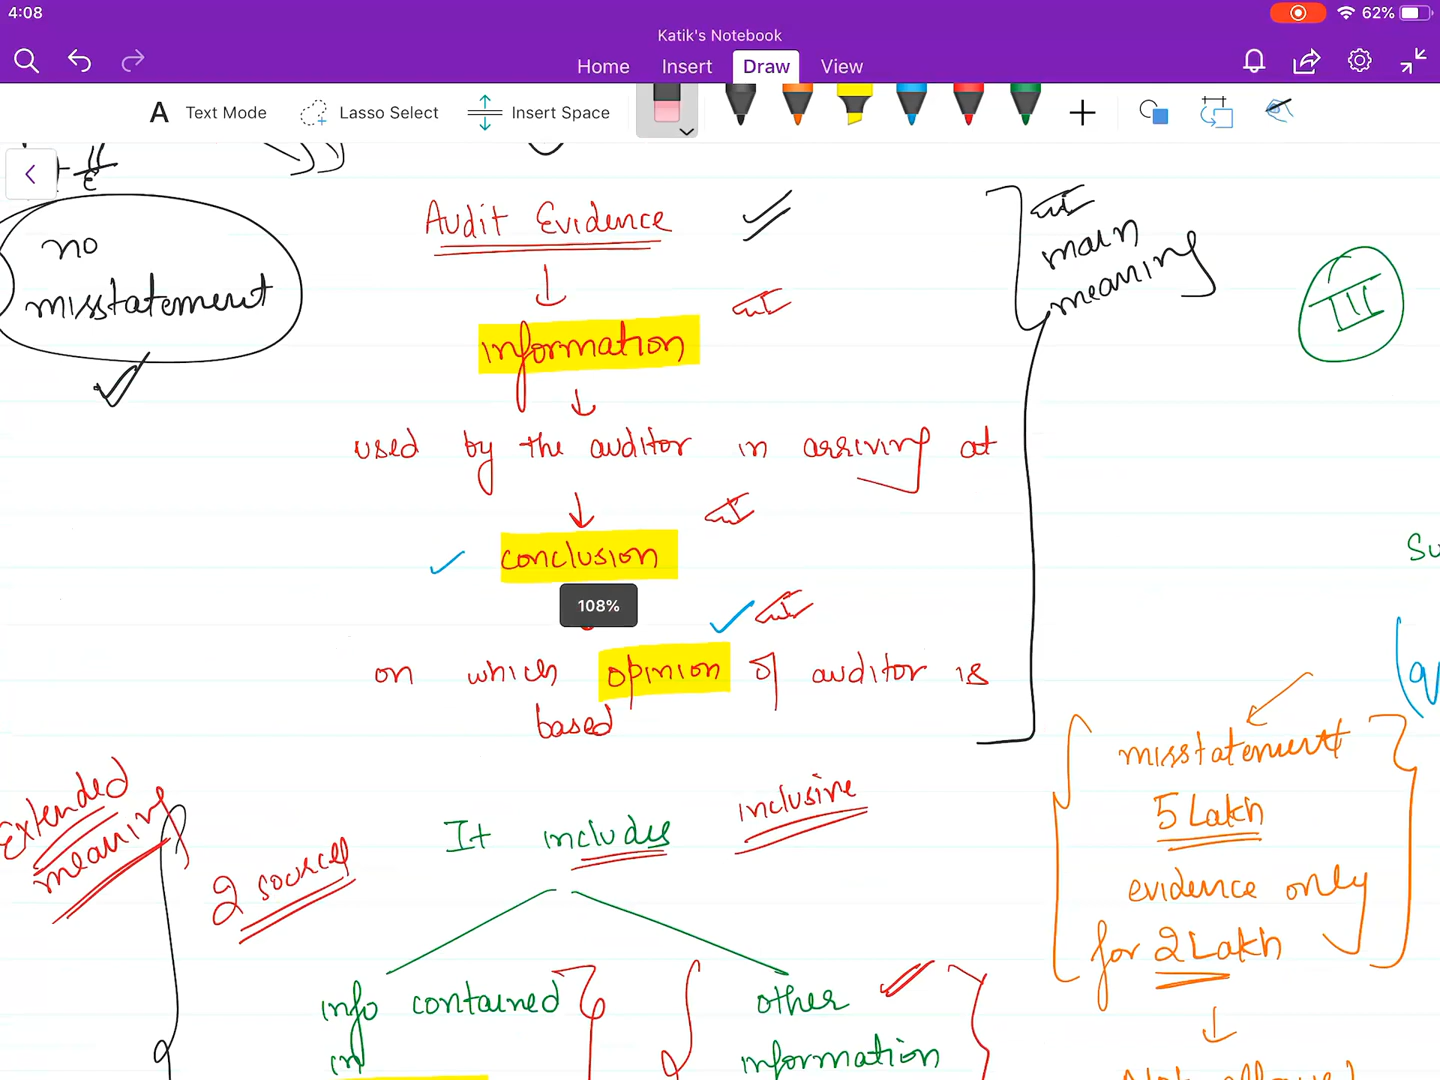 4:08
62%
Katik's Notebook
Home Insert Draw View
A Text Mode Lasso Select Insert Space
no
misstatement
Audit Evidence
information
used by the auditor in arriving at
conclusion
108%
on which opinion of auditor is
based
main
meaning
III
misstatement
5 Lakh
evidence only
for 2 Lakh
Extended
meaning
2 sources
It includes
inclusive
info contained
in
other
information